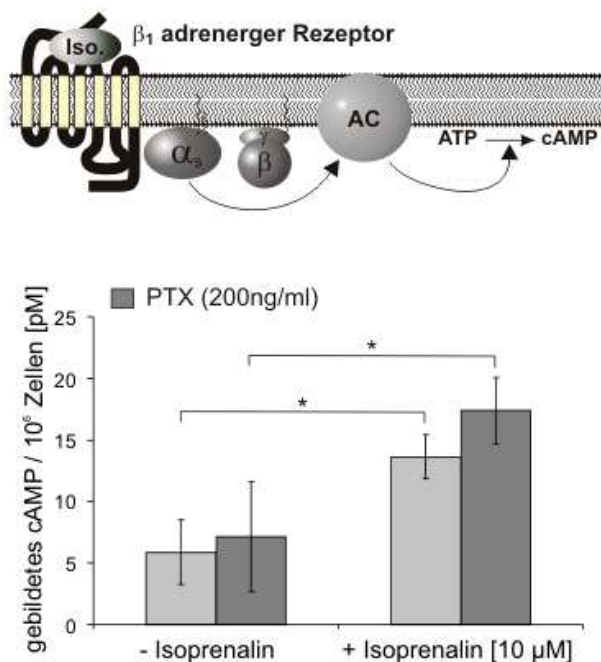 Iso. β₁ adrenerger Rezeptor
AC
ATP cAMP
αₛ γ
β
PTX (200ng/ml)
gebildetes cAMP / 10⁶ Zellen [pM]
25
20
15
10
5
0
*
*
- Isoprenalin + Isoprenalin [10 µM]